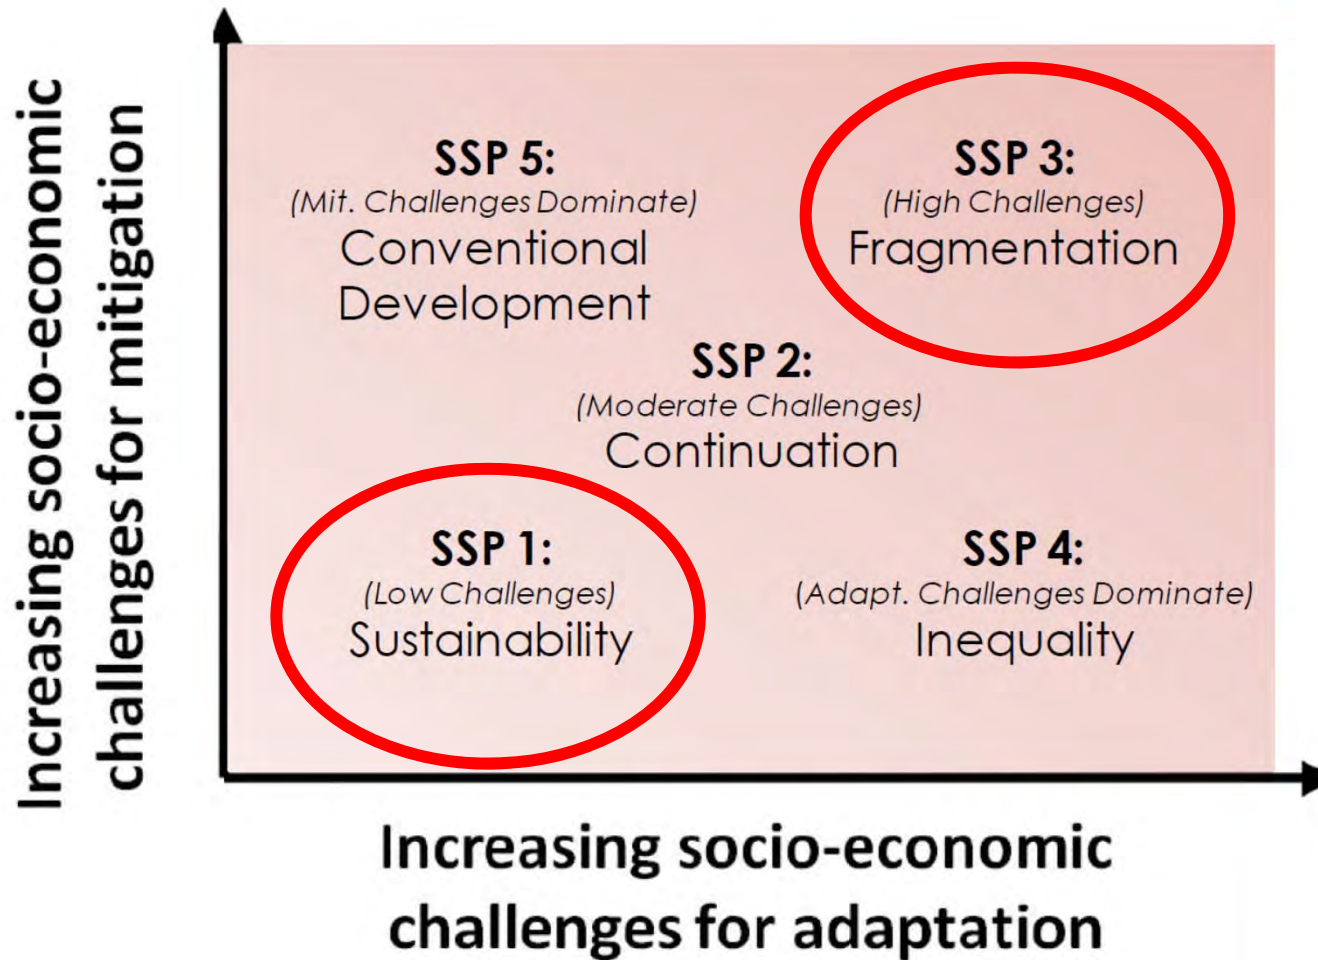 Increasing socio-economic
challenges for mitigation
SSP 5:
(Mit. Challenges Dominate)
Conventional
Development
SSP 3:
(High Challenges)
Fragmentation
SSP 2:
(Moderate Challenges)
Continuation
SSP 1:
(Low Challenges)
Sustainability
SSP 4:
(Adapt. Challenges Dominate)
Inequality
Increasing socio-economic
challenges for adaptation